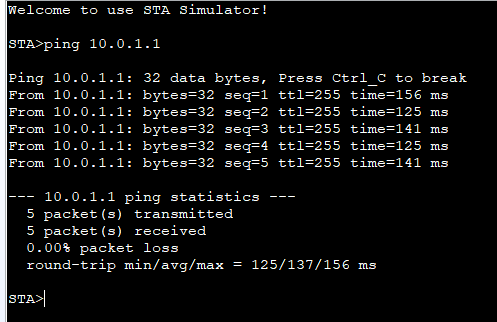 Welcome to use STA Simulator!
STA>ping 10.0.1.1
Ping 10.0.1.1: 32 data bytes, Press Ctrl_C to break
From 10.0.1.1: bytes=32 seq=1 ttl=255 time=156 ms
From 10.0.1.1: bytes=32 seq=2 ttl=255 time=125 ms
From 10.0.1.1: bytes=32 seq=3 ttl=255 time=141 ms
From 10.0.1.1: bytes=32 seq=4 ttl=255 time=125 ms
From 10.0.1.1: bytes=32 seq=5 ttl=255 time=141 ms
--- 10.0.1.1 ping statistics ---
  5 packet(s) transmitted
  5 packet(s) received
  0.00% packet loss
  round-trip min/avg/max = 125/137/156 ms
STA>